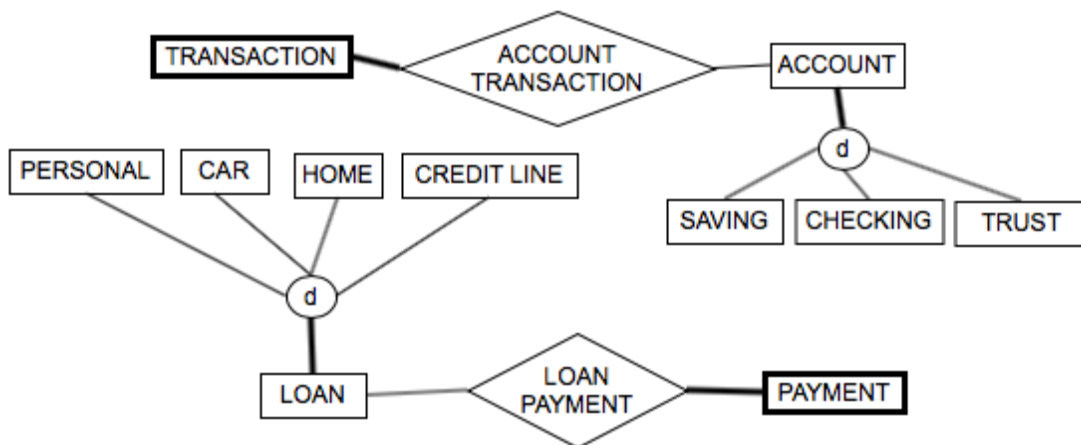 TRANSACTION
ACCOUNT
TRANSACTION
ACCOUNT
d
SAVING
CHECKING
TRUST
PERSONAL
CAR
HOME
CREDIT LINE
d
LOAN
LOAN
PAYMENT
PAYMENT